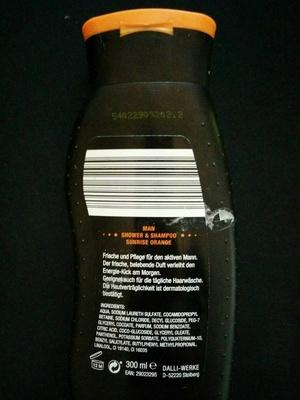 MAN
SHOWER & SHAMPOO
SUNRISE ORANGE
Frische und Pflege für den aktiven Mann.
Der frische, belebende Duft verleiht den
Energie-Kick am Morgen.
Geeignet auch für die tägliche Haarwäsche.
Die Hautverträglichkeit ist dermatologisch
bestätigt.
INGREDIENTS:
AQUA, SODIUM LAURETH SULFATE, COCAMIDOPROPYL
BETAINE, SODIUM CHLORIDE, DECYL GLUCOSIDE, PEG-7
GLYCERYL COCOATE, PARFUM, SODIUM BENZOATE,
CITRIC ACID, COCO-GLUCOSIDE, GLYCERYL OLEATE,
PANTHENOL, POTASSIUM SORBATE, POLYQUATERNIUM-10,
BENZYL SALICYLATE, BUTYLPHENYL METHYLPROPIONAL,
LINALOOL, CI 19140, CI 16035
12 M
300 ml e
EAN: 29023295
DALLI-WERKE
D-52220 Stolberg